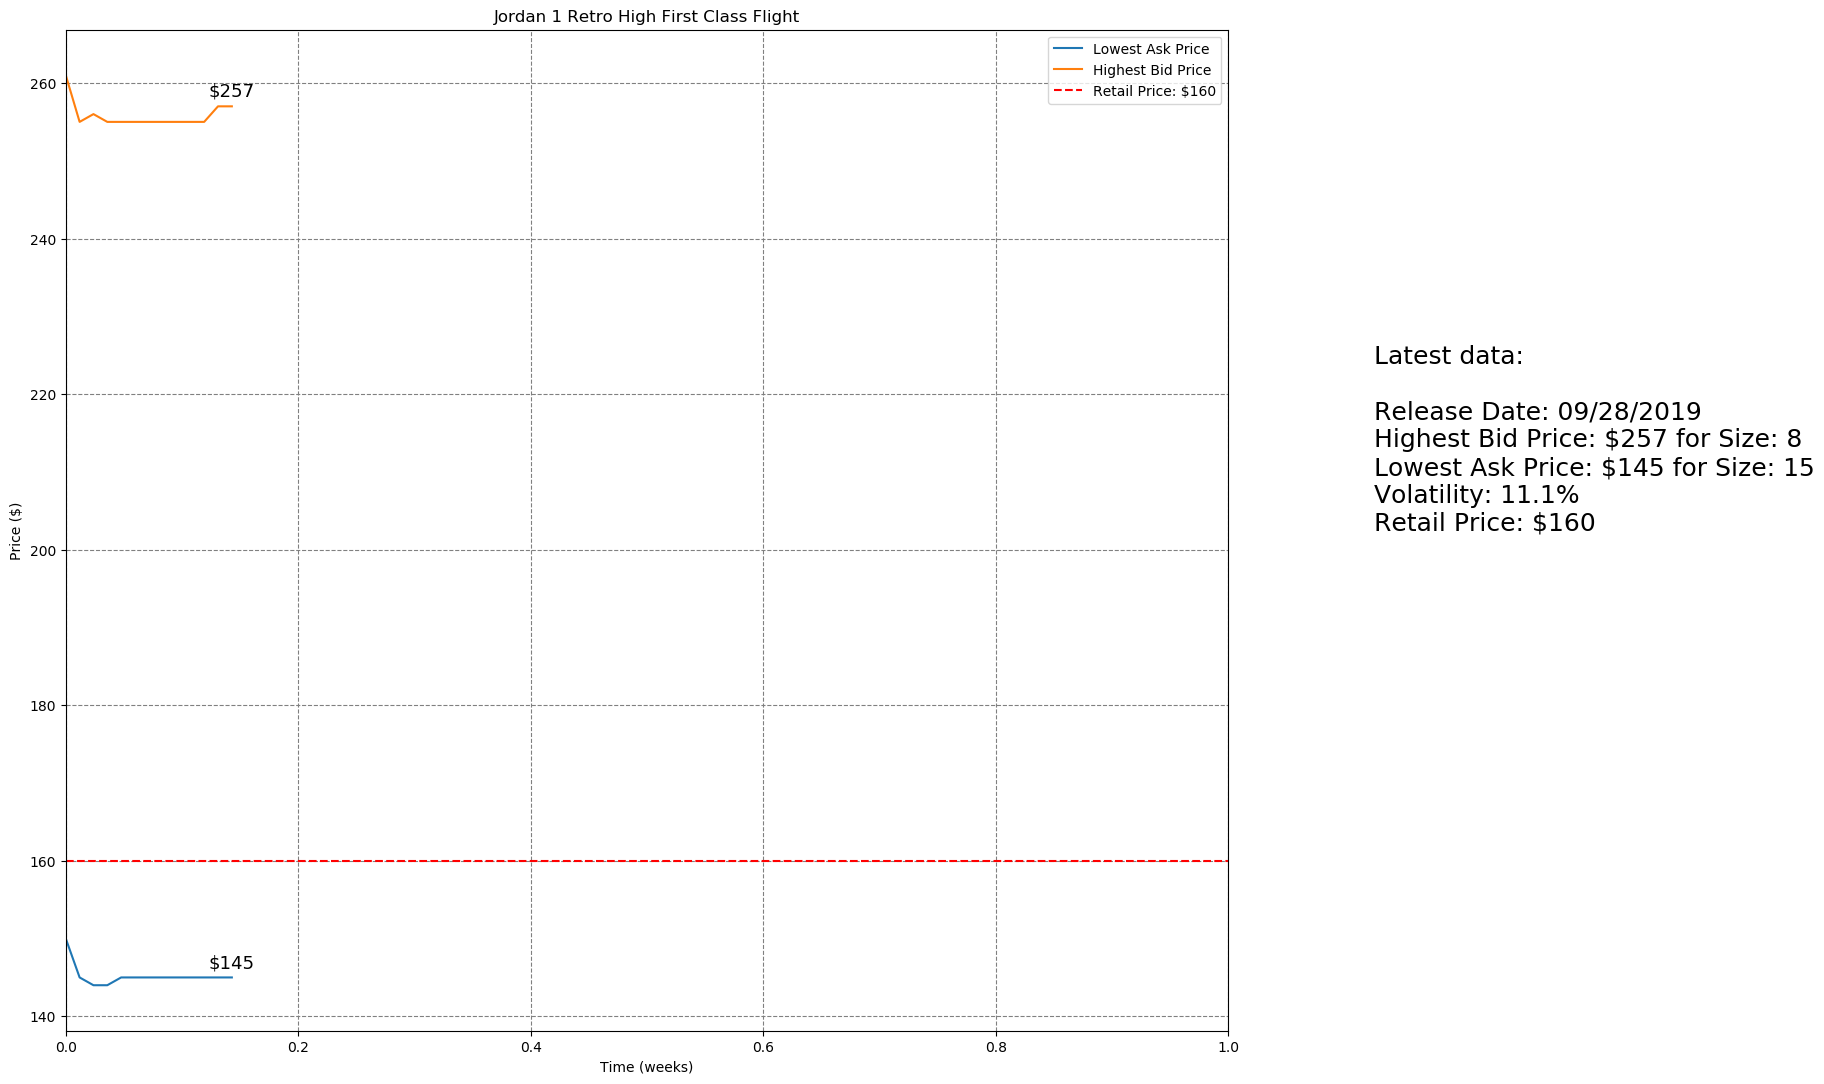 Jordan 1 Retro High First Class Flight
Lowest Ask Price
Highest Bid Price
Retail Price: $160
260
240
220
200
180
160
140
Price ($)
$257
$145
0.0
0.2
0.4
0.6
0.8
1.0
Time (weeks)
Latest data:
Release Date: 09/28/2019
Highest Bid Price: $257 for Size: 8
Lowest Ask Price: $145 for Size: 15
Volatility: 11.1%
Retail Price: $160